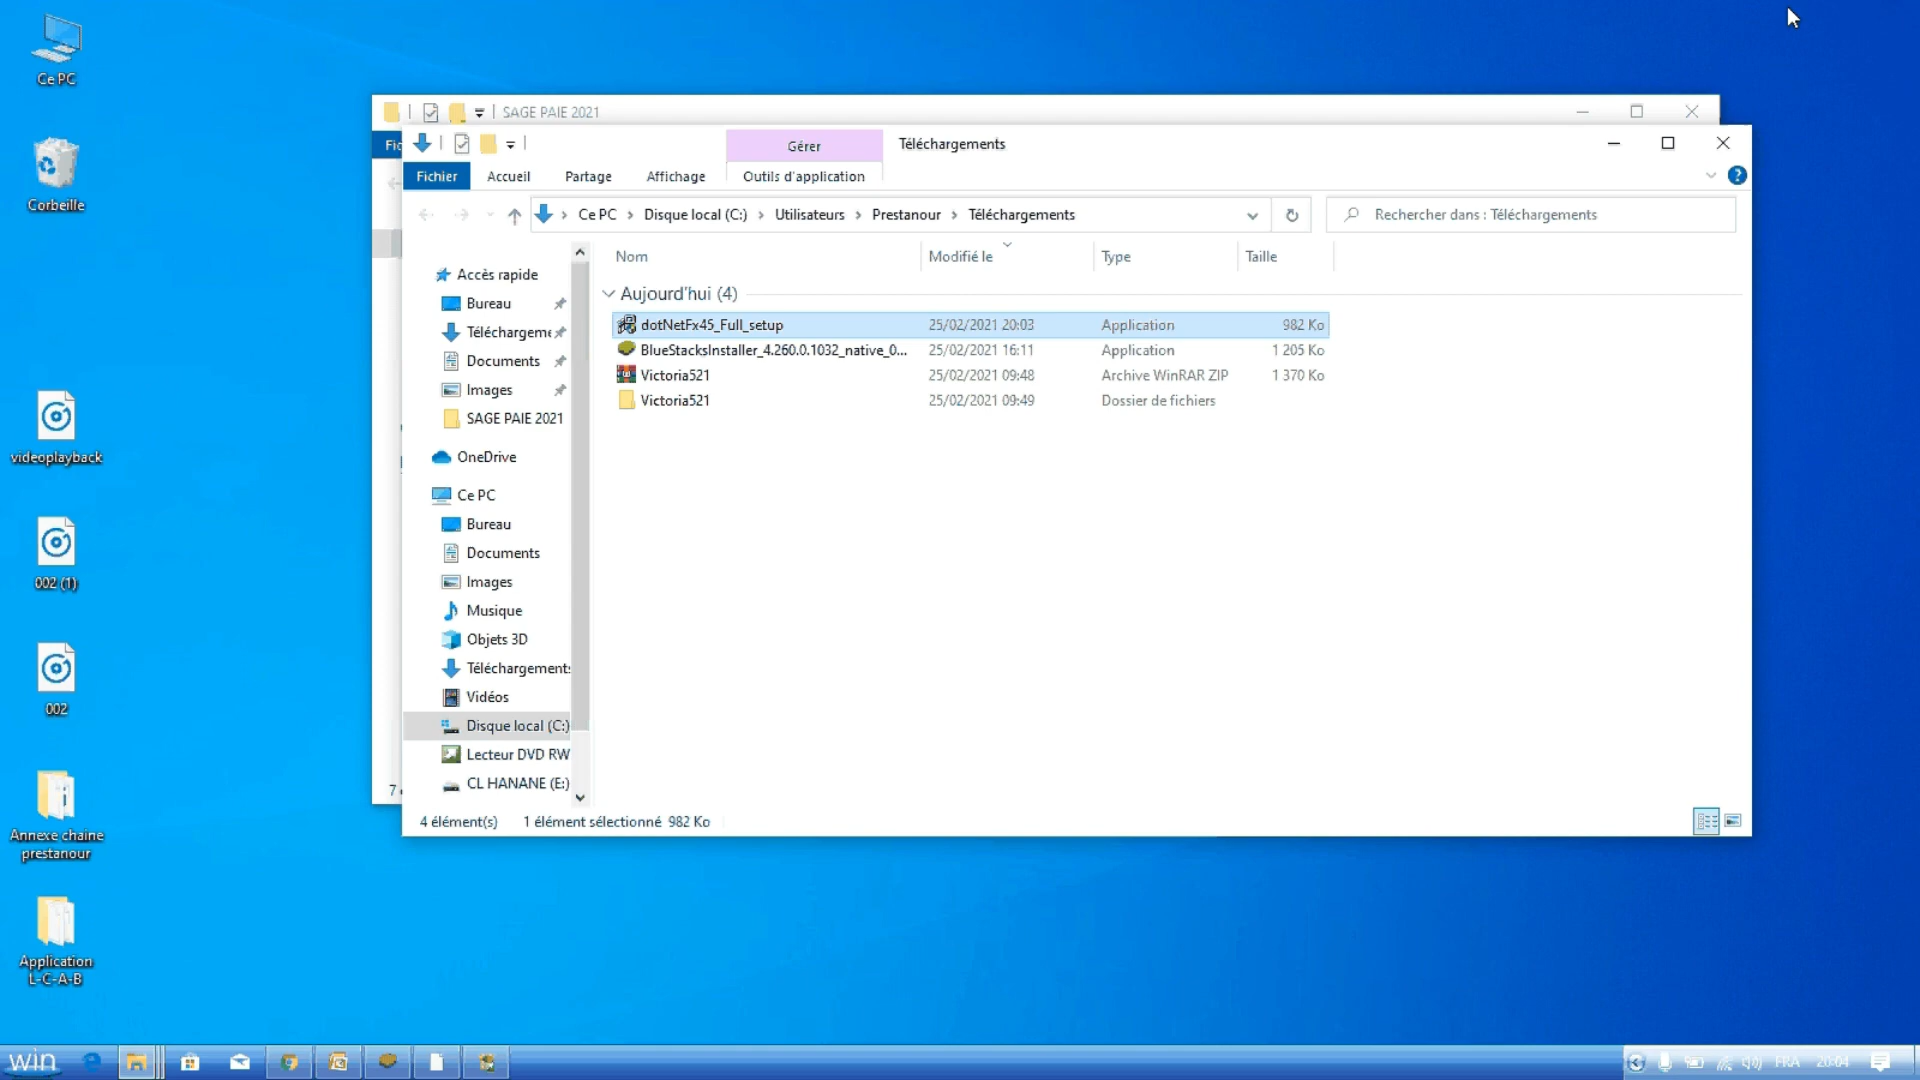 Ce PC
Corbeille
videoplayback
002 (1)
002
Annexe chaine
prestanour
Application
L-C-A-B
SAGE PAIE 2021
Gérer
Téléchargements
Fichier
Accueil
Partage
Affichage
Outils d'application
Ce PC
Disque local (C:)
Utilisateurs
Prestanour
Téléchargements
Rechercher dans : Téléchargements
Nom
Modifié le
Type
Taille
Accès rapide
Bureau
Téléchargeme
Documents
Images
SAGE PAIE 2021
OneDrive
Ce PC
Bureau
Documents
Images
Musique
Objets 3D
Téléchargements
Vidéos
Disque local (C:)
Lecteur DVD RW
CL HANANE (E:)
Aujourd'hui (4)
dotNetFx45_Full_setup 25/02/2021 20:03 Application 982 Ko
BlueStacksInstaller_4.260.0.1032_native_0... 25/02/2021 16:11 Application 1 205 Ko
Victoria521 25/02/2021 09:48 Archive WinRAR ZIP 1 370 Ko
Victoria521 25/02/2021 09:49 Dossier de fichiers
4 élément(s) 1 élément sélectionné 982 Ko
win
FRA
20:04